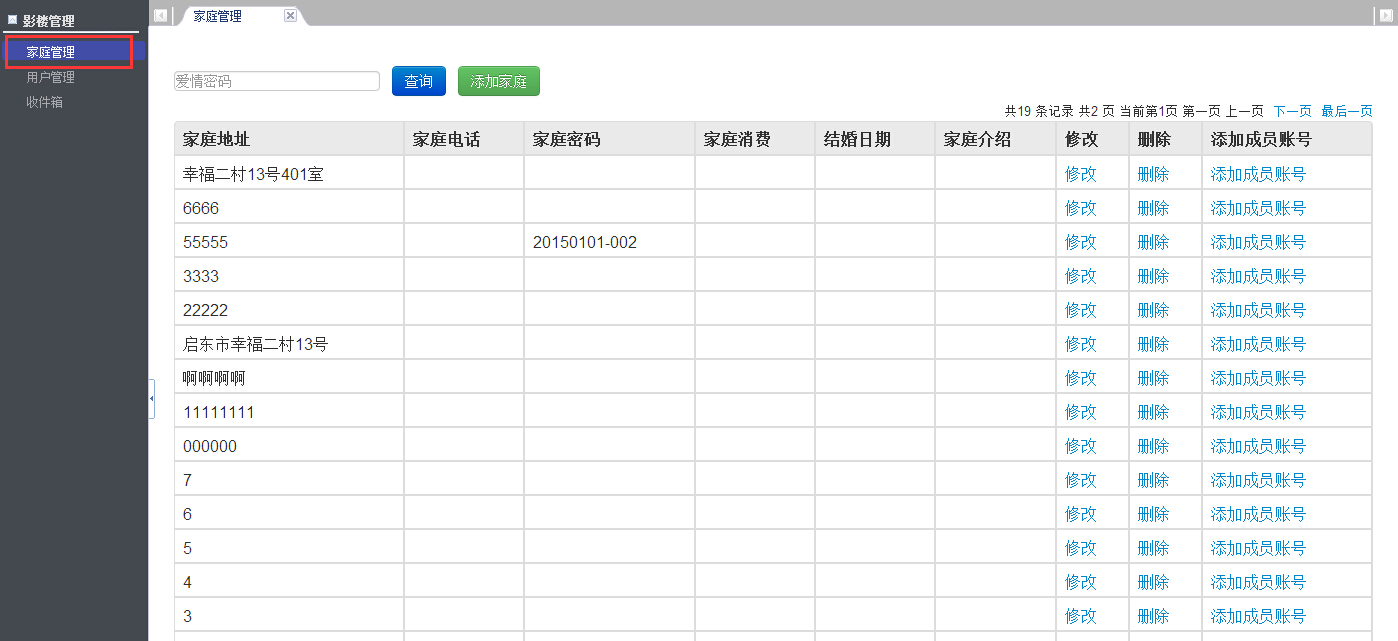 影楼管理
家庭管理
用户管理
收件箱
家庭管理
爱情密码 查询 添加家庭
共19 条记录 共2 页 当前第1页 第一页 上一页 下一页 最后一页
家庭地址 家庭电话 家庭密码 家庭消费 结婚日期 家庭介绍 修改 删除 添加成员账号
幸福二村13号401室 修改 删除 添加成员账号
6666 修改 删除 添加成员账号
55555 20150101-002 修改 删除 添加成员账号
3333 修改 删除 添加成员账号
22222 修改 删除 添加成员账号
启东市幸福二村13号 修改 删除 添加成员账号
啊啊啊啊 修改 删除 添加成员账号
11111111 修改 删除 添加成员账号
000000 修改 删除 添加成员账号
7 修改 删除 添加成员账号
6 修改 删除 添加成员账号
5 修改 删除 添加成员账号
4 修改 删除 添加成员账号
3 修改 删除 添加成员账号